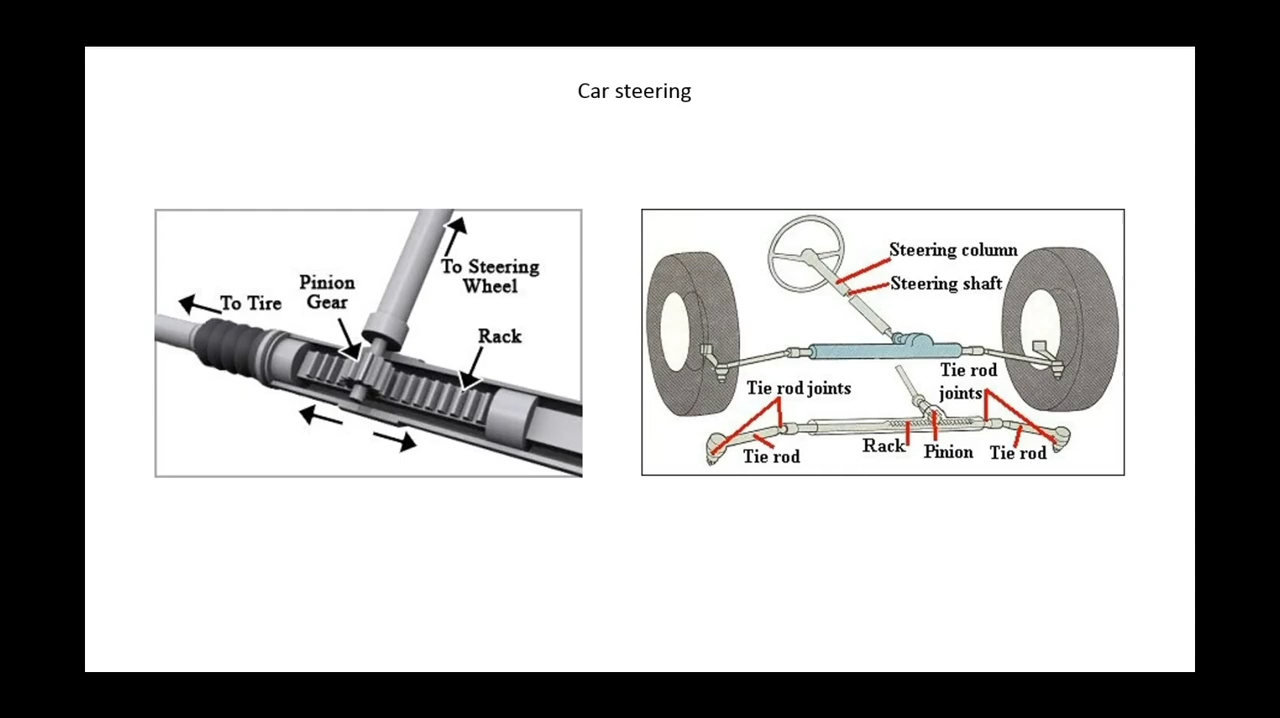 Car steering
To Steering
Wheel
Pinion
Gear
To Tire
Rack
Steering column
Steering shaft
Tie rod
joints
Tie rod joints
Rack
Pinion
Tie rod
Tie rod